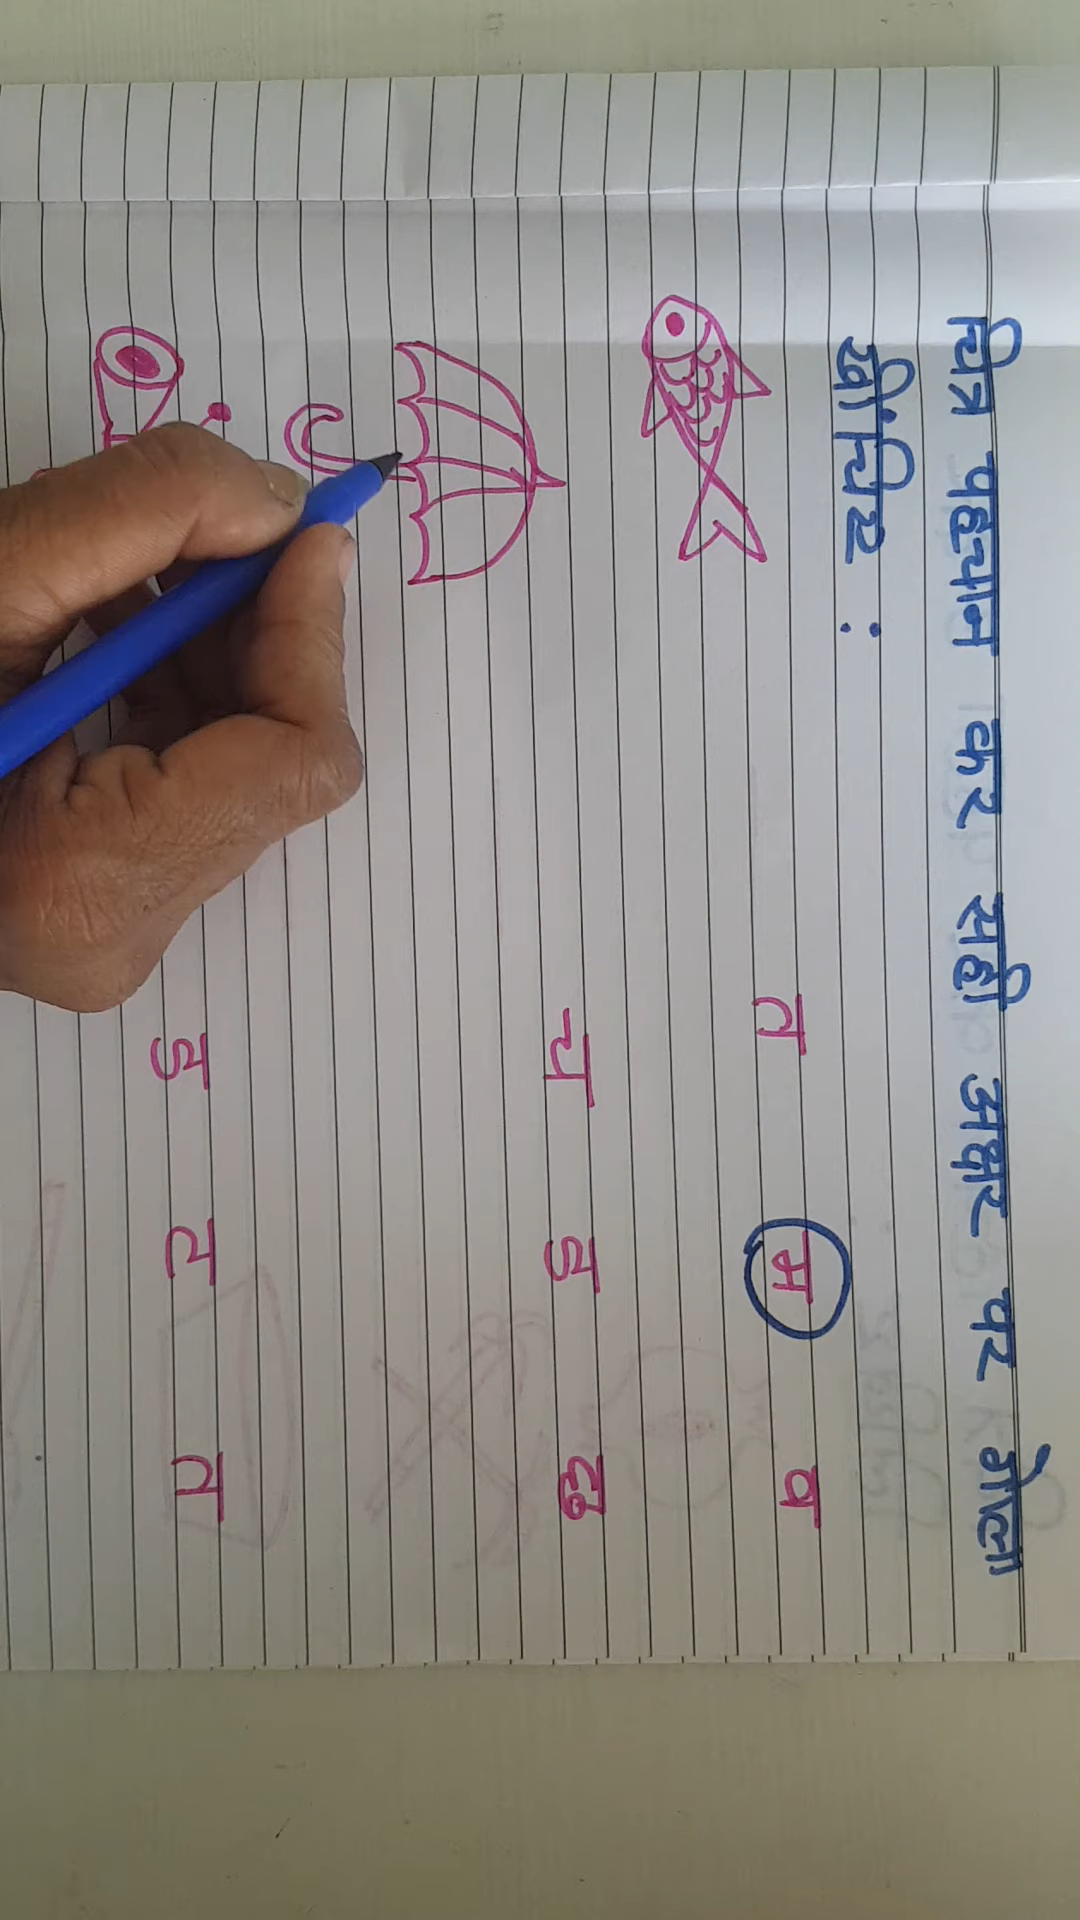 चित्र पहचान कर सही अक्षर पर गोला
खींचिए :
त म व
च ड छ
ड ट त